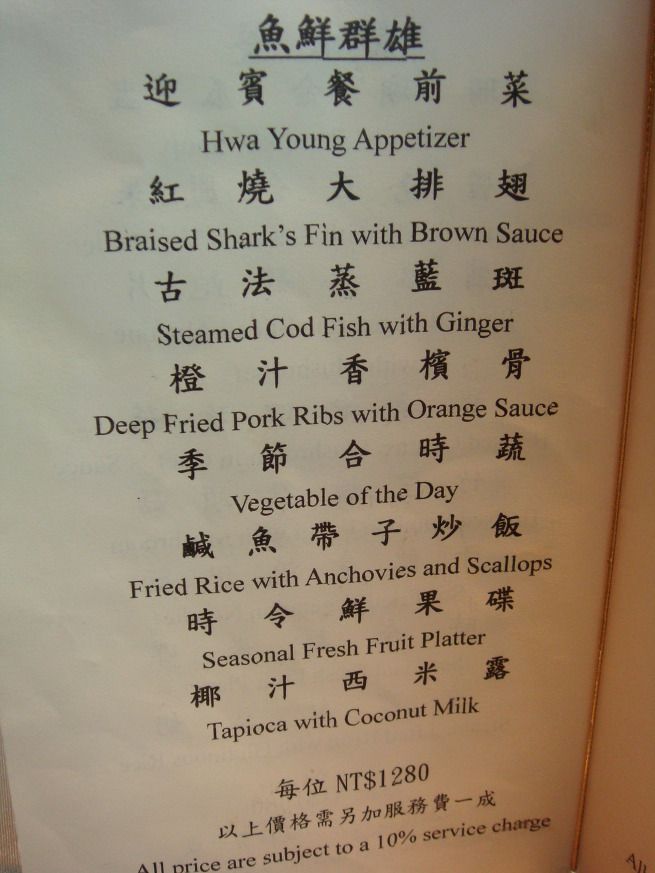 魚鮮群雄
迎賓餐前菜
Hwa Young Appetizer
紅燒大排翅
Braised Shark's Fin with Brown Sauce
古法蒸藍斑
Steamed Cod Fish with Ginger
橙汁香檳骨
Deep Fried Pork Ribs with Orange Sauce
季節合時蔬
Vegetable of the Day
鹹魚帶子炒飯
Fried Rice with Anchovies and Scallops
時令鮮果碟
Seasonal Fresh Fruit Platter
椰汁西米露
Tapioca with Coconut Milk
每位 NT$1280
以上價格需另加服務費一成
All price are subject to a 10% service charge
All